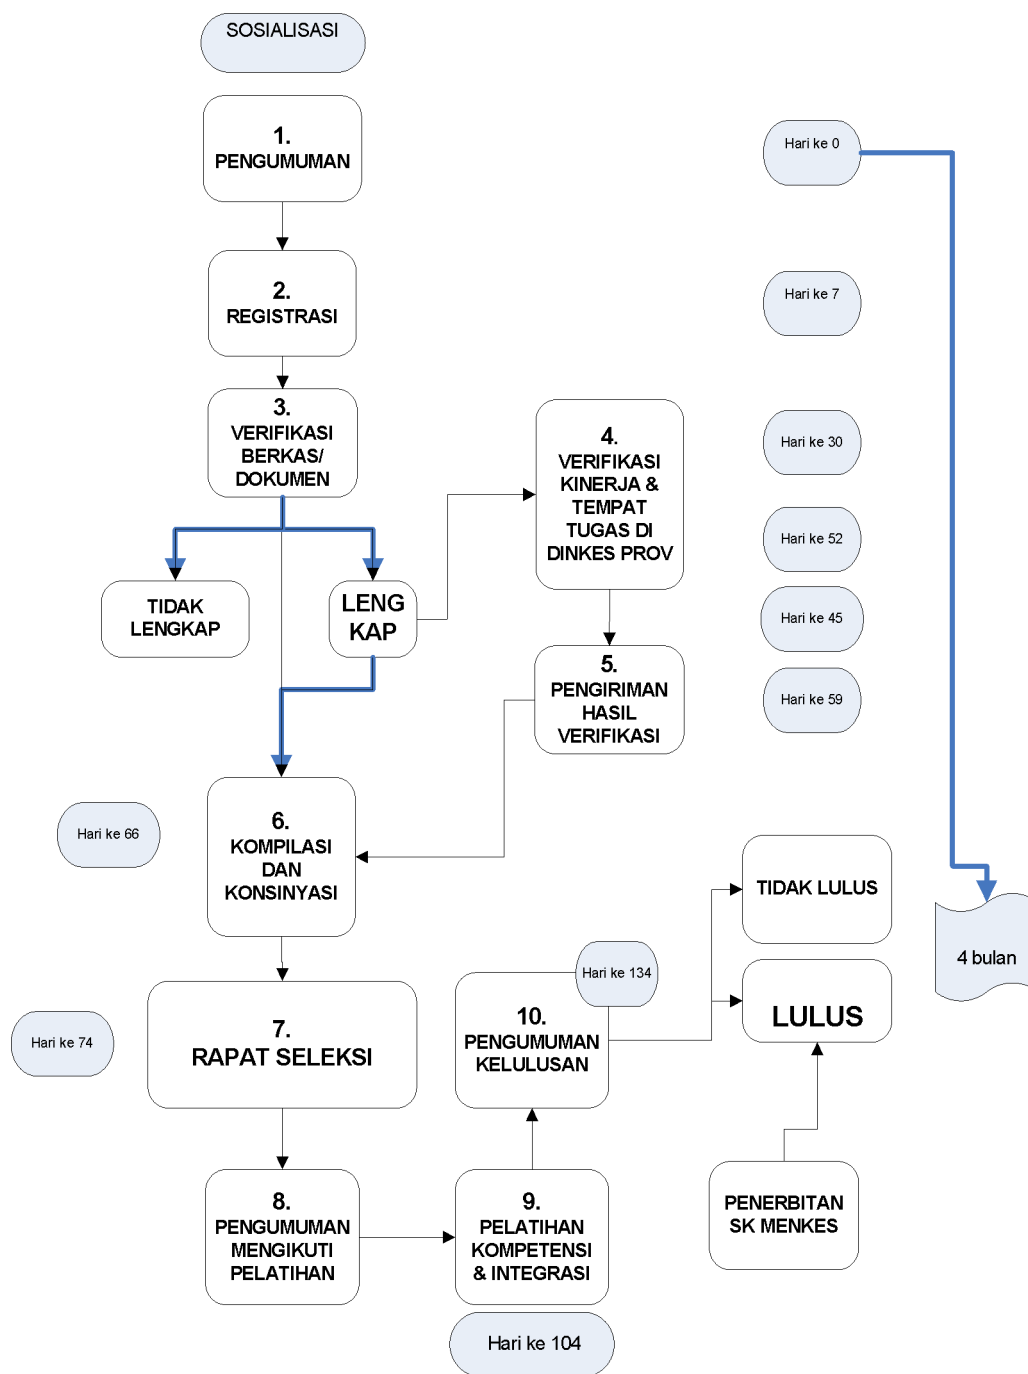 SOSIALISASI
1.
PENGUMUMAN
Hari ke 0
2.
REGISTRASI
Hari ke 7
3.
VERIFIKASI
BERKAS/
DOKUMEN
4.
VERIFIKASI
KINERJA &
TEMPAT
TUGAS DI
DINKES PROV
Hari ke 30
Hari ke 52
TIDAK
LENGKAP
LENG
KAP
Hari ke 45
5.
PENGIRIMAN
HASIL
VERIFIKASI
Hari ke 59
Hari ke 66
6.
KOMPILASI
DAN
KONSINYASI
TIDAK LULUS
4 bulan
Hari ke 74
7.
RAPAT SELEKSI
Hari ke 134
10.
PENGUMUMAN
KELULUSAN
LULUS
8.
PENGUMUMAN
MENGIKUTI
PELATIHAN
9.
PELATIHAN
KOMPETENSI
& INTEGRASI
PENERBITAN
SK MENKES
Hari ke 104